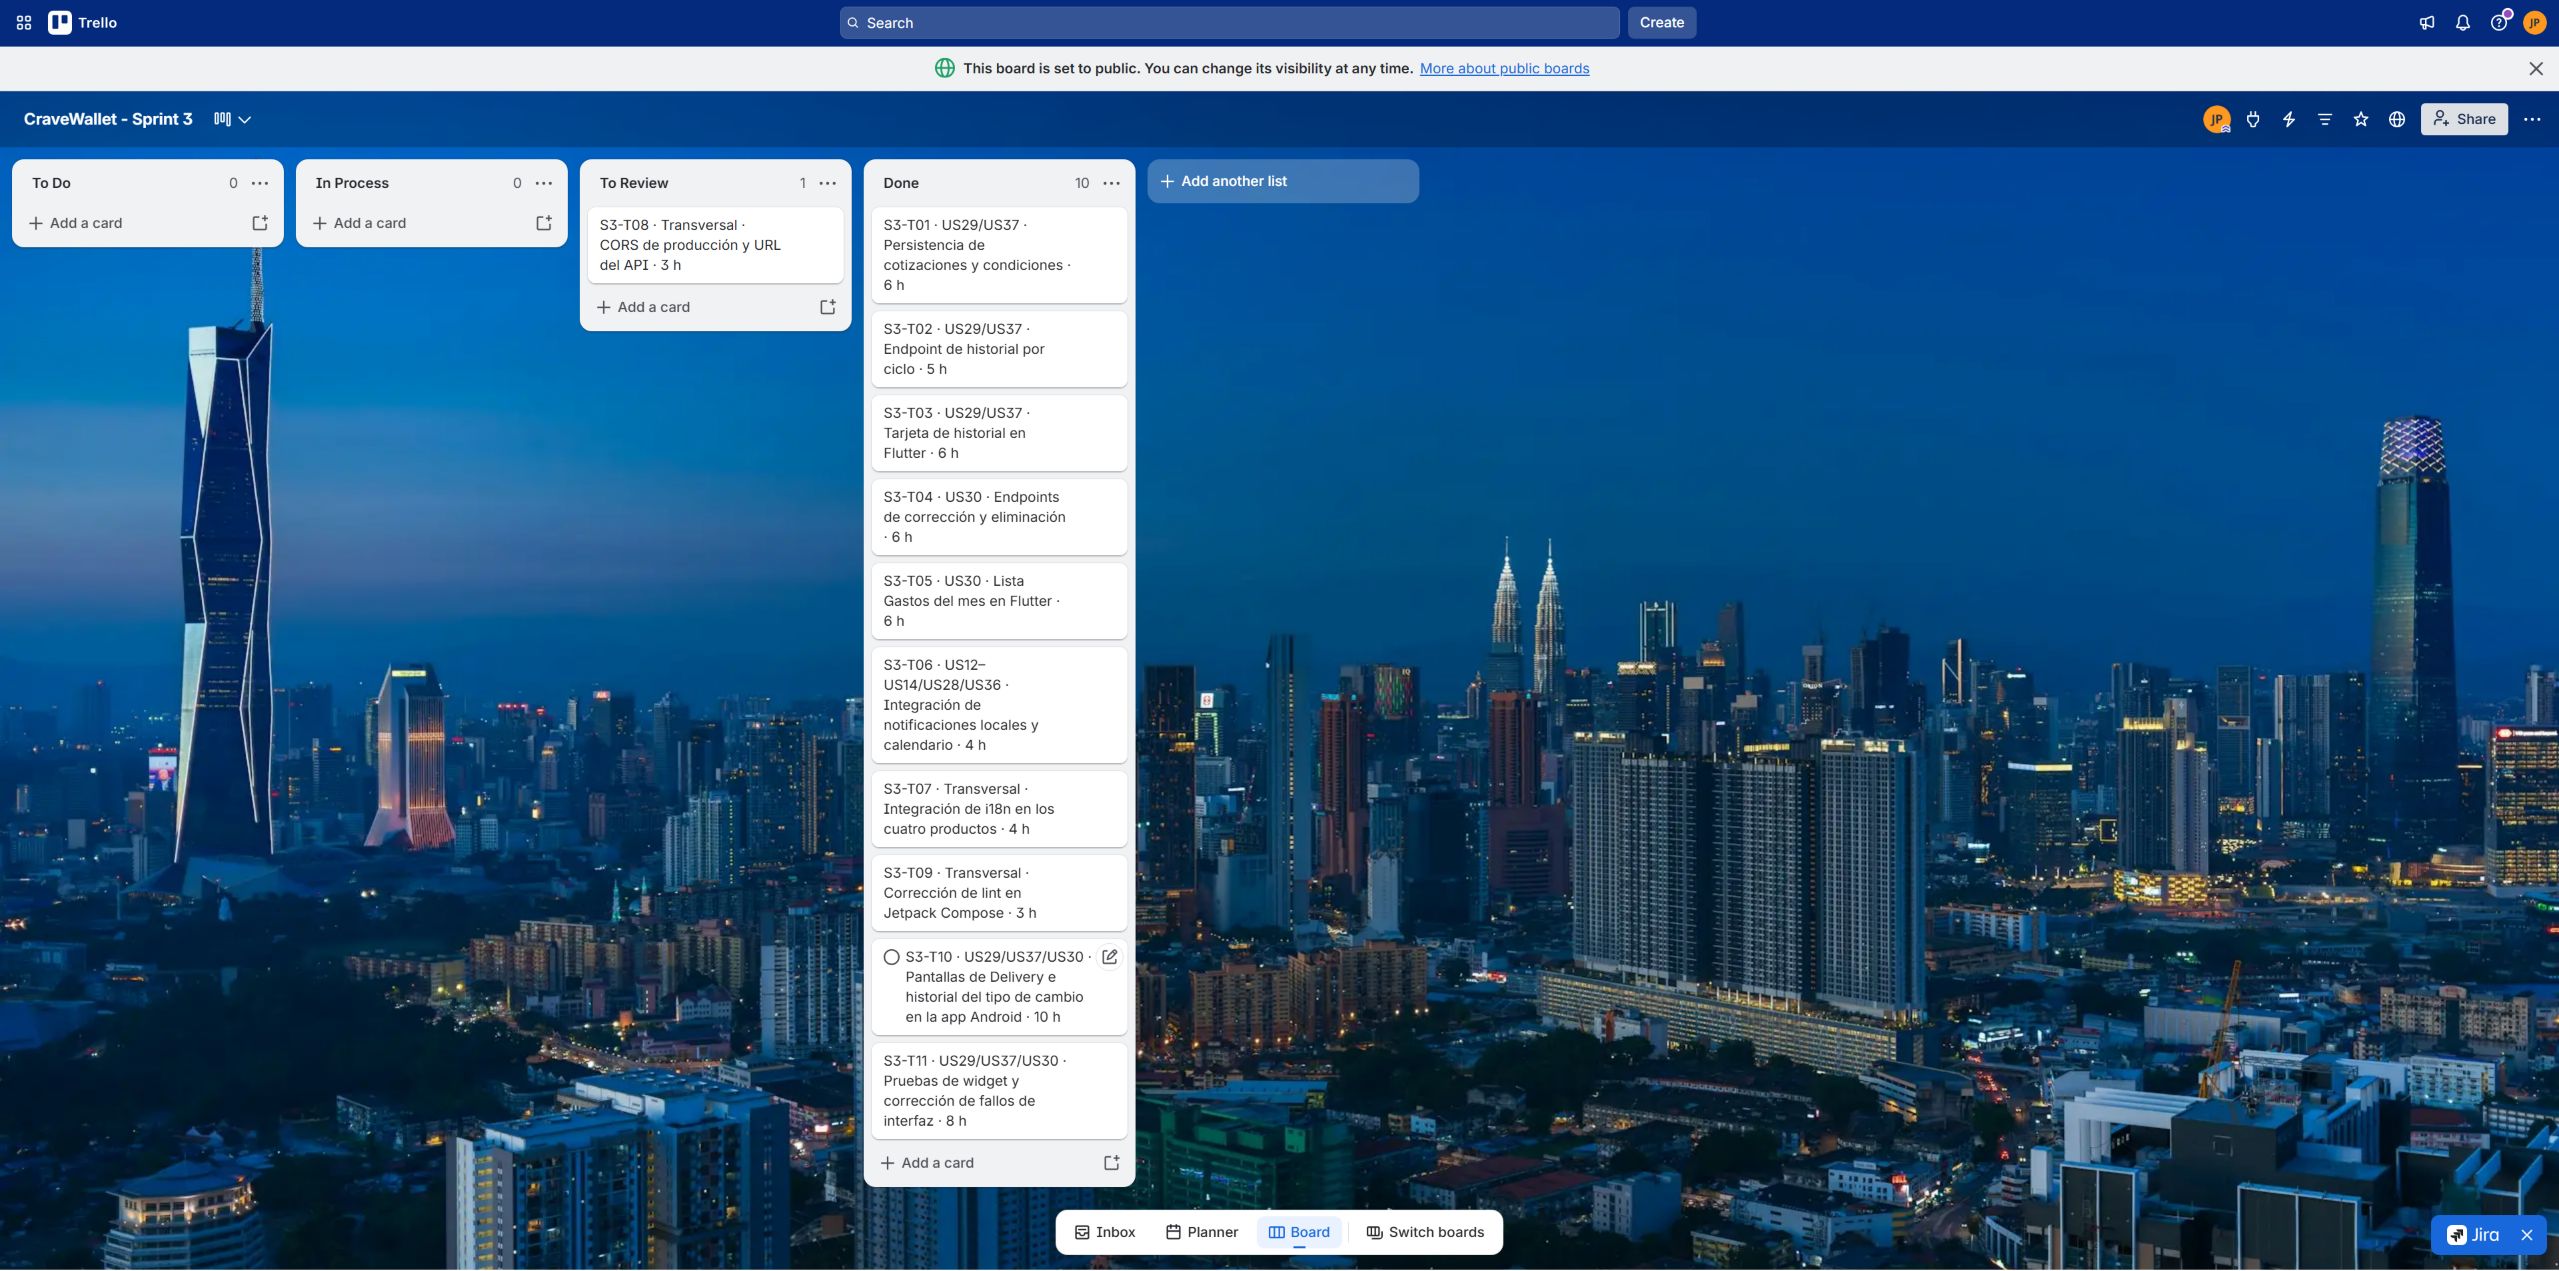 Trello
Search
Create
JP
This board is set to public. You can change its visibility at any time. More about public boards
CraveWallet - Sprint 3
JP
Share
To Do
0
Add a card
In Process
0
Add a card
To Review
1
S3-T08 · Transversal ·
CORS de producción y URL
del API · 3 h
Add a card
Done
10
S3-T01 · US29/US37 ·
Persistencia de
cotizaciones y condiciones ·
6 h
S3-T02 · US29/US37 ·
Endpoint de historial por
ciclo · 5 h
S3-T03 · US29/US37 ·
Tarjeta de historial en
Flutter · 6 h
S3-T04 · US30 · Endpoints
de corrección y eliminación
· 6 h
S3-T05 · US30 · Lista
Gastos del mes en Flutter ·
6 h
S3-T06 · US12–
US14/US28/US36 ·
Integración de
notificaciones locales y
calendario · 4 h
S3-T07 · Transversal ·
Integración de i18n en los
cuatro productos · 4 h
S3-T09 · Transversal ·
Corrección de lint en
Jetpack Compose · 3 h
S3-T10 · US29/US37/US30 ·
Pantallas de Delivery e
historial del tipo de cambio
en la app Android · 10 h
S3-T11 · US29/US37/US30 ·
Pruebas de widget y
corrección de fallos de
interfaz · 8 h
Add a card
Add another list
Inbox
Planner
Board
Switch boards
Jira